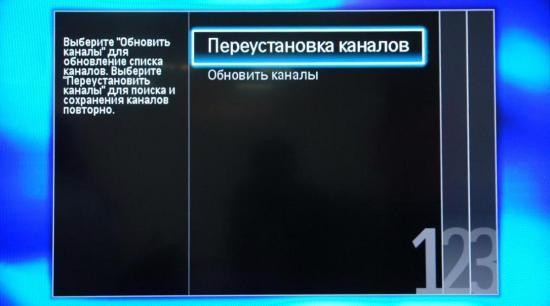 Выберите "Обновить
каналы" для
обновление списка
каналов. Выберите
"Переустановить
каналы" для поиска и
сохранения каналов
повторно.
Переустановка каналов
Обновить каналы
123